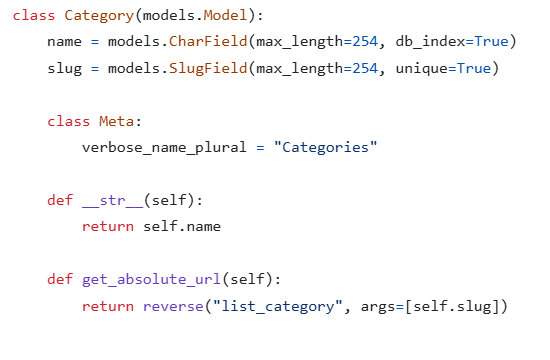 class Category(models.Model):
    name = models.CharField(max_length=254, db_index=True)
    slug = models.SlugField(max_length=254, unique=True)

    class Meta:
        verbose_name_plural = "Categories"

    def __str__(self):
        return self.name

    def get_absolute_url(self):
        return reverse("list_category", args=[self.slug])